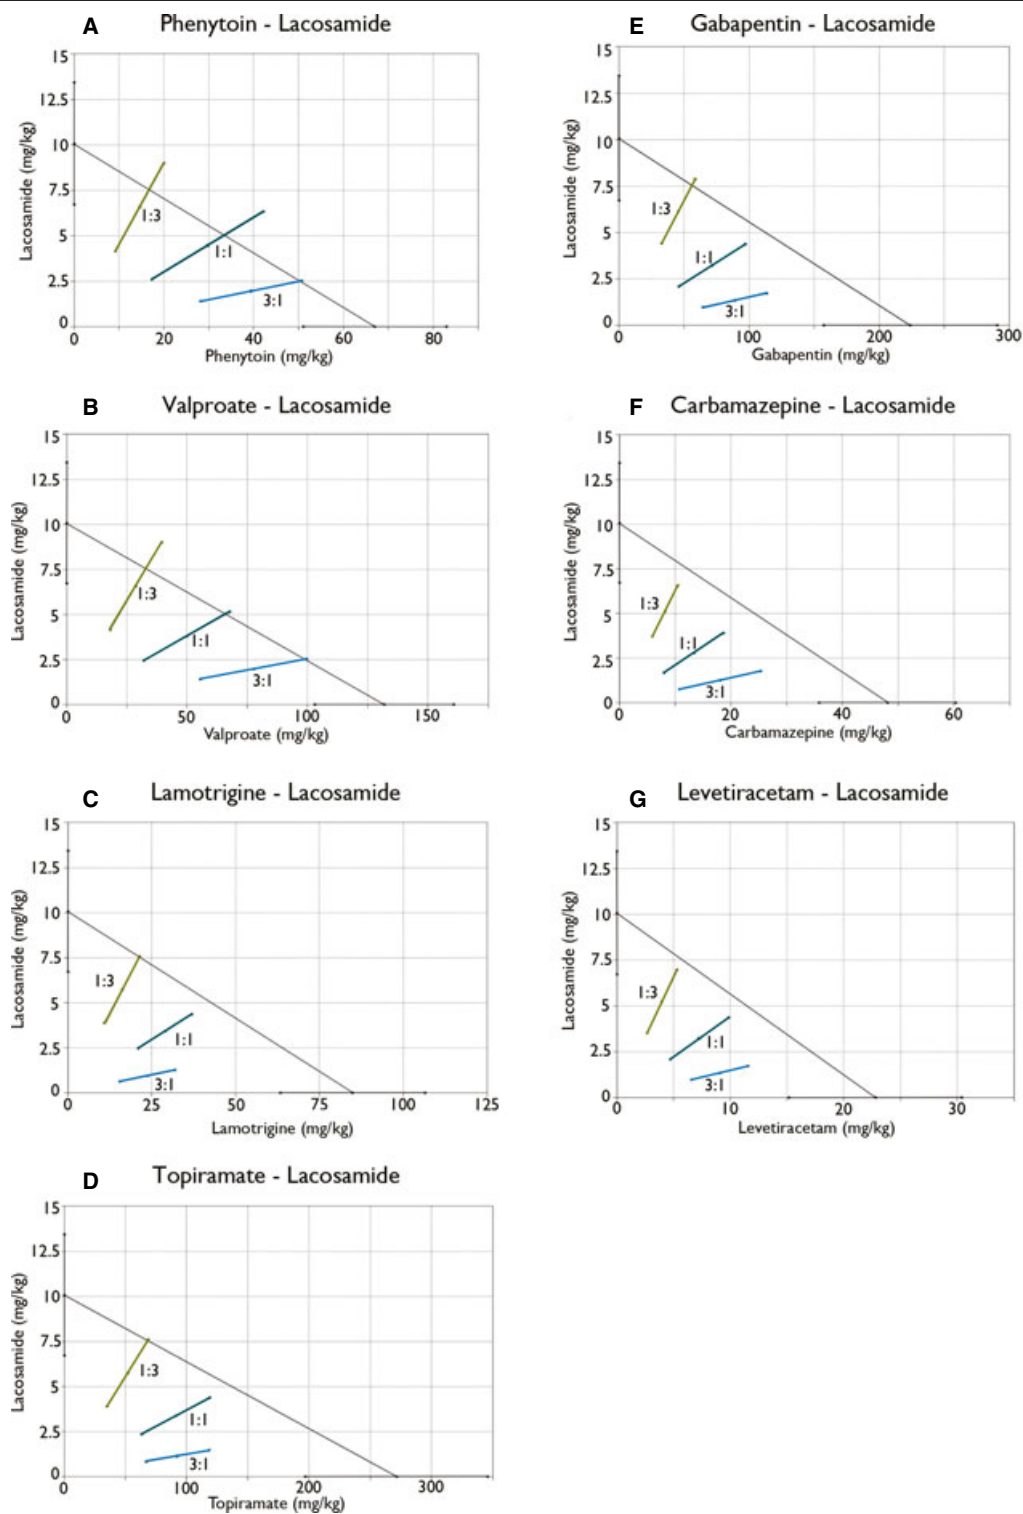 A Phenytoin - Lacosamide
15
12.5
10
7.5
5
2.5
0
Lacosamide (mg/kg)
1:3
1:1
3:1
0 20 40 60 80
Phenytoin (mg/kg)
E Gabapentin - Lacosamide
15
12.5
10
7.5
5
2.5
0
Lacosamide (mg/kg)
1:3
1:1
3:1
0 100 200 300
Gabapentin (mg/kg)
B Valproate - Lacosamide
15
12.5
10
7.5
5
2.5
0
Lacosamide (mg/kg)
1:3
1:1
3:1
0 50 100 150
Valproate (mg/kg)
F Carbamazepine - Lacosamide
15
12.5
10
7.5
5
2.5
0
Lacosamide (mg/kg)
1:3
1:1
3:1
0 20 40 60
Carbamazepine (mg/kg)
C Lamotrigine - Lacosamide
15
12.5
10
7.5
5
2.5
0
Lacosamide (mg/kg)
1:3
1:1
3:1
0 25 50 75 100 125
Lamotrigine (mg/kg)
G Levetiracetam - Lacosamide
15
12.5
10
7.5
5
2.5
0
Lacosamide (mg/kg)
1:3
1:1
3:1
0 10 20 30
Levetiracetam (mg/kg)
D Topiramate - Lacosamide
15
12.5
10
7.5
5
2.5
0
Lacosamide (mg/kg)
1:3
1:1
3:1
0 100 200 300
Topiramate (mg/kg)